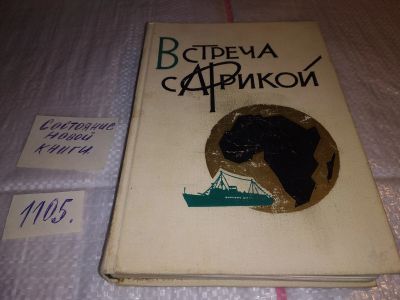 Встреча
с Африкой
Состояние
новой
книги
1105.